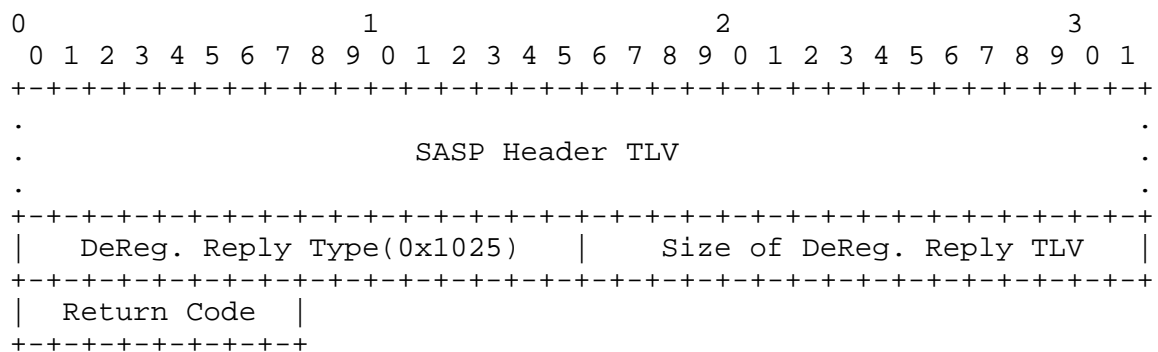 0                   1                   2                   3
 0 1 2 3 4 5 6 7 8 9 0 1 2 3 4 5 6 7 8 9 0 1 2 3 4 5 6 7 8 9 0 1
+-+-+-+-+-+-+-+-+-+-+-+-+-+-+-+-+-+-+-+-+-+-+-+-+-+-+-+-+-+-+-+-+
.                                                               .
.                      SASP Header TLV                          .
.                                                               .
+-+-+-+-+-+-+-+-+-+-+-+-+-+-+-+-+-+-+-+-+-+-+-+-+-+-+-+-+-+-+-+-+
|   DeReg. Reply Type(0x1025)   |    Size of DeReg. Reply TLV   |
+-+-+-+-+-+-+-+-+-+-+-+-+-+-+-+-+-+-+-+-+-+-+-+-+-+-+-+-+-+-+-+-+
|  Return Code  |
+-+-+-+-+-+-+-+-+